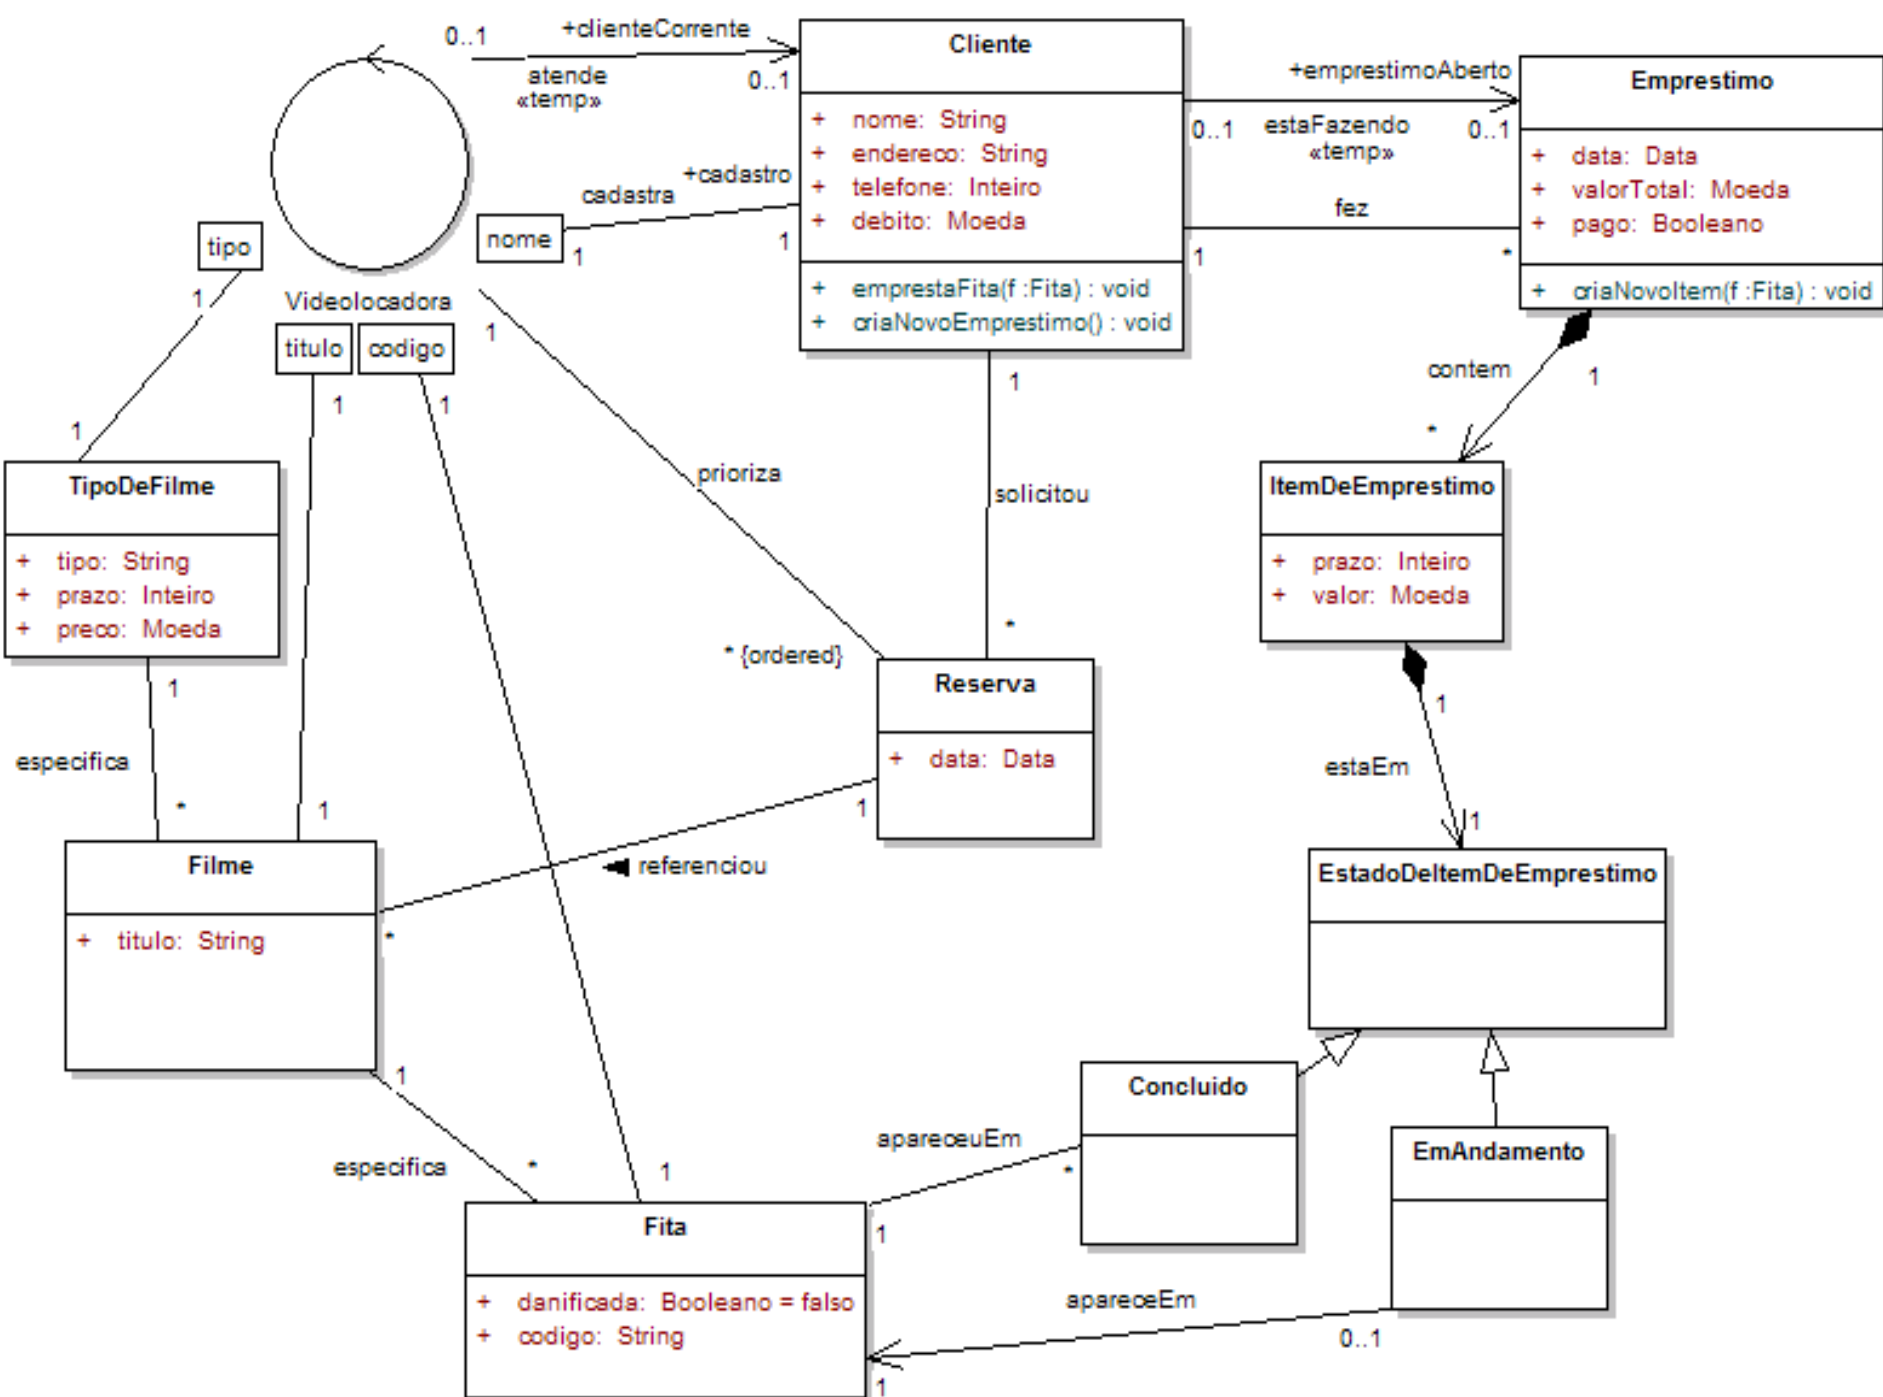 0..1
+clienteCorrente
atende
«temp»
0..1
Cliente
+ nome: String
+ endereco: String
+ telefone: Inteiro
+ debito: Moeda
+ emprestaFita(f :Fita) : void
+ criaNovoEmprestimo() : void
+emprestimoAberto
0..1
estaFazendo
«temp»
0..1
Emprestimo
+ data: Data
+ valorTotal: Moeda
+ pago: Booleano
+ criaNovoItem(f :Fita) : void
fez
1
*
cadastra
+cadastro
nome
1
1
tipo
1
Videolocadora
titulo
codigo
1
1
1
1
1
contem
1
*
prioriza
solicitou
* {ordered}
*
TipoDeFilme
+ tipo: String
+ prazo: Inteiro
+ preco: Moeda
ItemDeEmprestimo
+ prazo: Inteiro
+ valor: Moeda
1
especifica
*
1
Reserva
+ data: Data
1
referenciou
*
1
estaEm
1
Filme
+ titulo: String
EstadoDeItemDeEmprestimo
1
especifica
*
1
Concluido
apareceuEm
*
1
EmAndamento
Fita
+ danificada: Booleano = falso
+ codigo: String
apareceEm
0..1
1